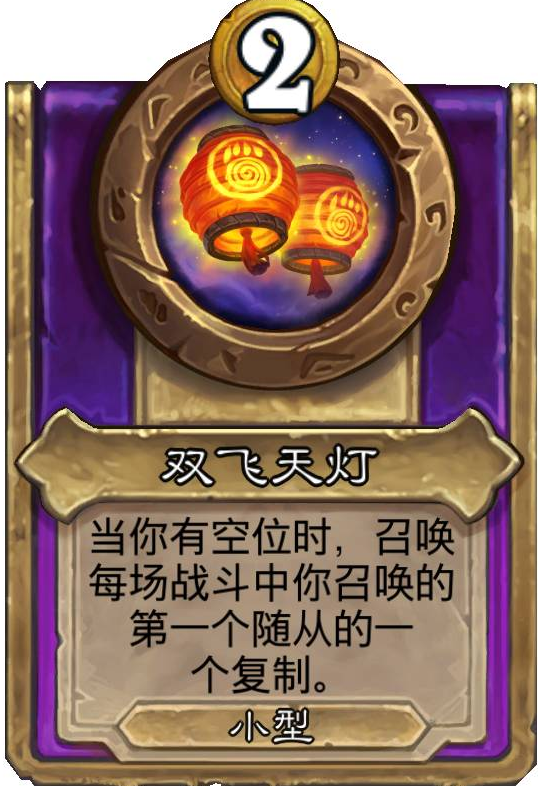 2
双飞天灯
当你有空位时，召唤
每场战斗中你召唤的
第一个随从的一
个复制。
小型